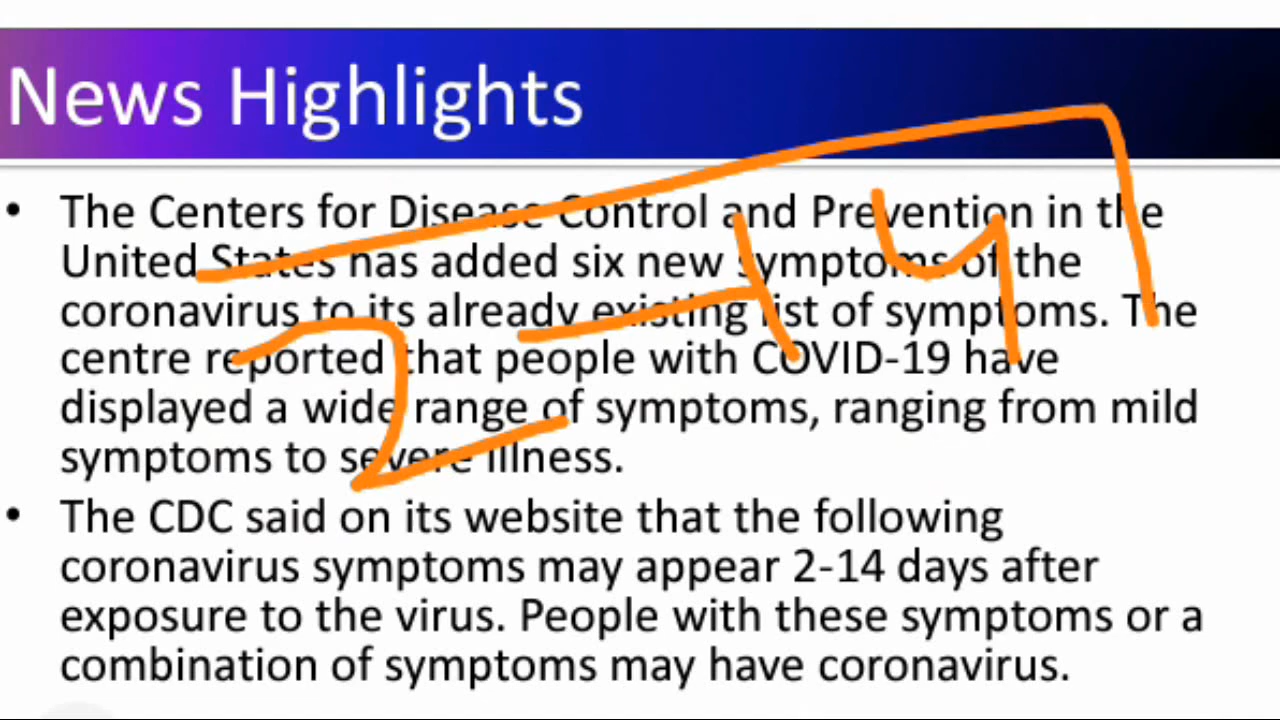 News Highlights
• The Centers for Disease Control and Prevention in the
United States has added six new symptoms of the
coronavirus to its already existing list of symptoms. The
centre reported that people with COVID-19 have
displayed a wide range of symptoms, ranging from mild
symptoms to severe illness.
• The CDC said on its website that the following
coronavirus symptoms may appear 2-14 days after
exposure to the virus. People with these symptoms or a
combination of symptoms may have coronavirus.